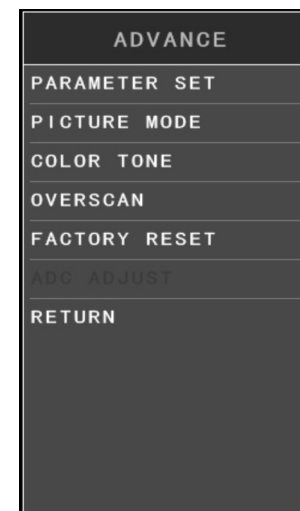 ADVANCE
PARAMETER SET
PICTURE MODE
COLOR TONE
OVERSCAN
FACTORY RESET
ADC ADJUST
RETURN